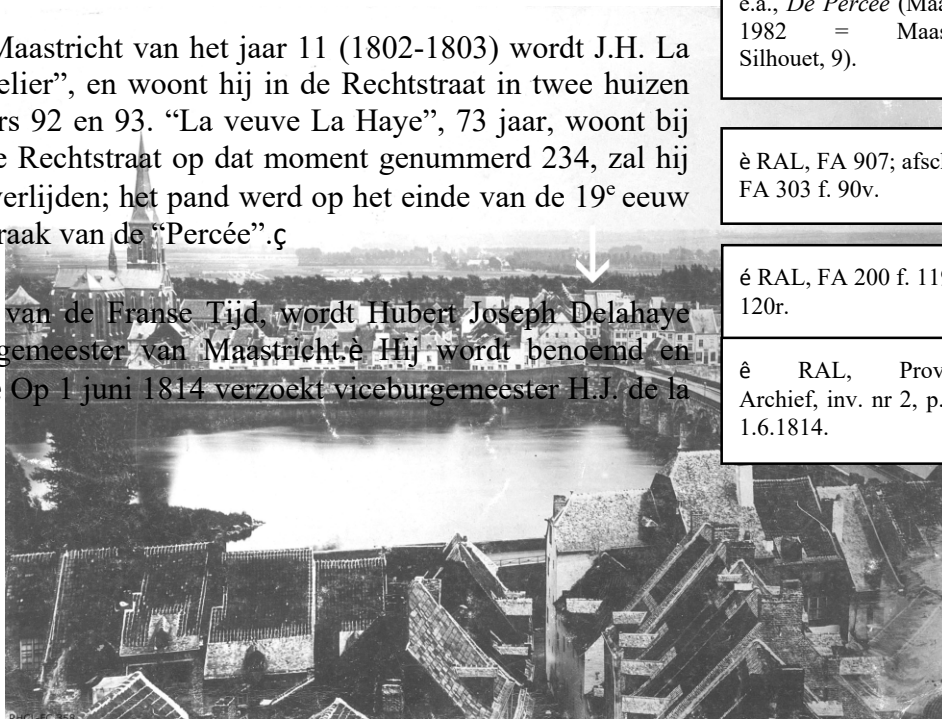 Maastricht van het jaar 11 (1802-1803) wordt J.H. La
elier”, en woont hij in de Rechtstraat in twee huizen
rs 92 en 93. “La veuve La Haye”, 73 jaar, woont bij
e Rechtstraat op dat moment genummerd 234, zal hij
verlijden; het pand werd op het einde van de 19e eeuw
raak van de “Percée”.ç
van de Franse Tijd, wordt Hubert Joseph Delahaye
gemeester van Maastricht.è Hij wordt benoemd en
Op 1 juni 1814 verzoekt viceburgemeester H.J. de la
e.a., De Percée (Maa
1982 = Maas
Silhouet, 9).
è RAL, FA 907; afsch
FA 303 f. 90v.
é RAL, FA 200 f. 119
120r.
ê RAL, Prov
Archief, inv. nr 2, p.
1.6.1814.